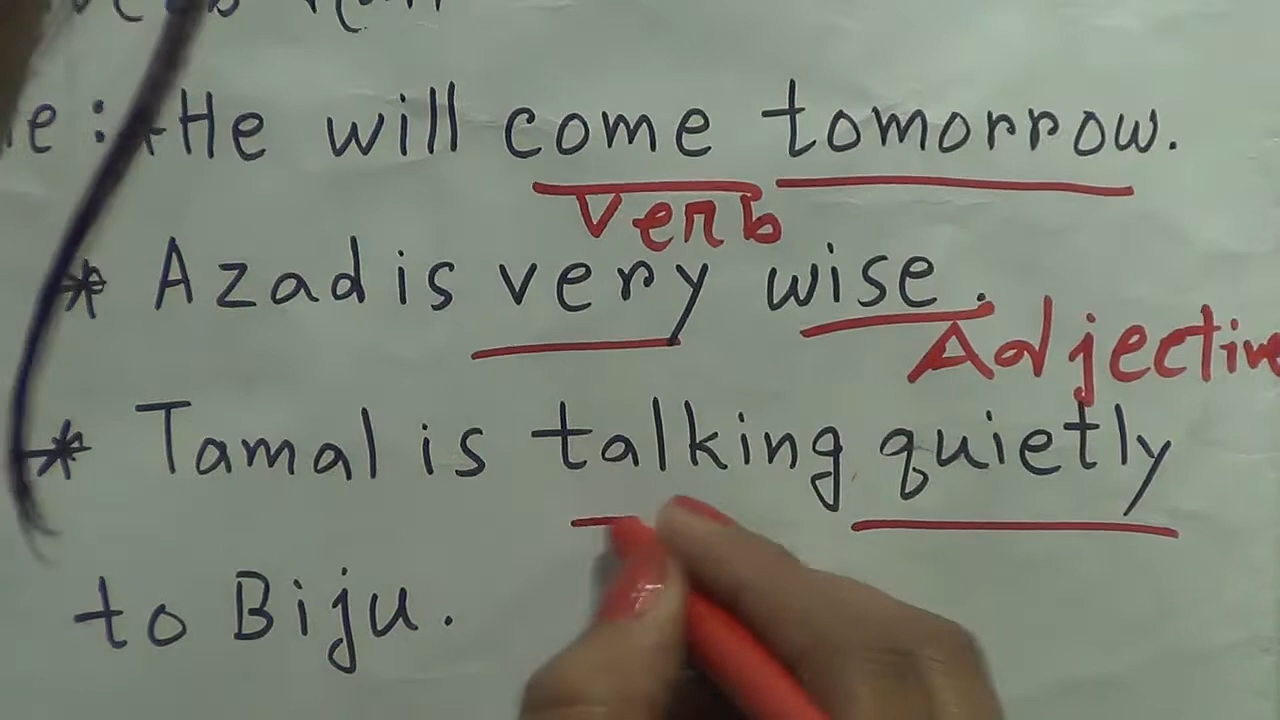 e: He will come tomorrow.
Verb
* Azad is very wise.
Adjective
* Tamal is talking quietly
to Biju.